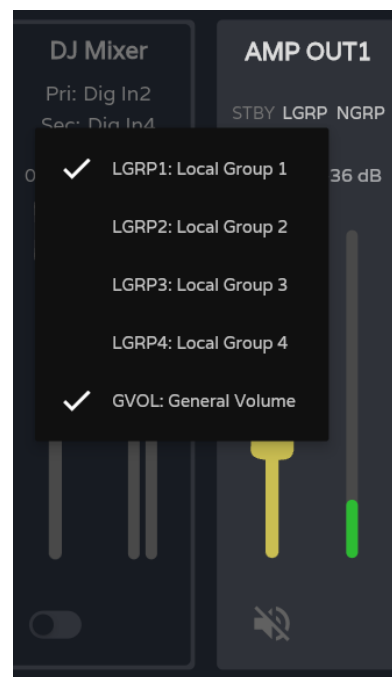 DJ Mixer
AMP OUT1
Pri: Dig In2
Sec: Dig In4
STBY LGRP NGRP
0
36 dB
LGRP1: Local Group 1
LGRP2: Local Group 2
LGRP3: Local Group 3
LGRP4: Local Group 4
GVOL: General Volume